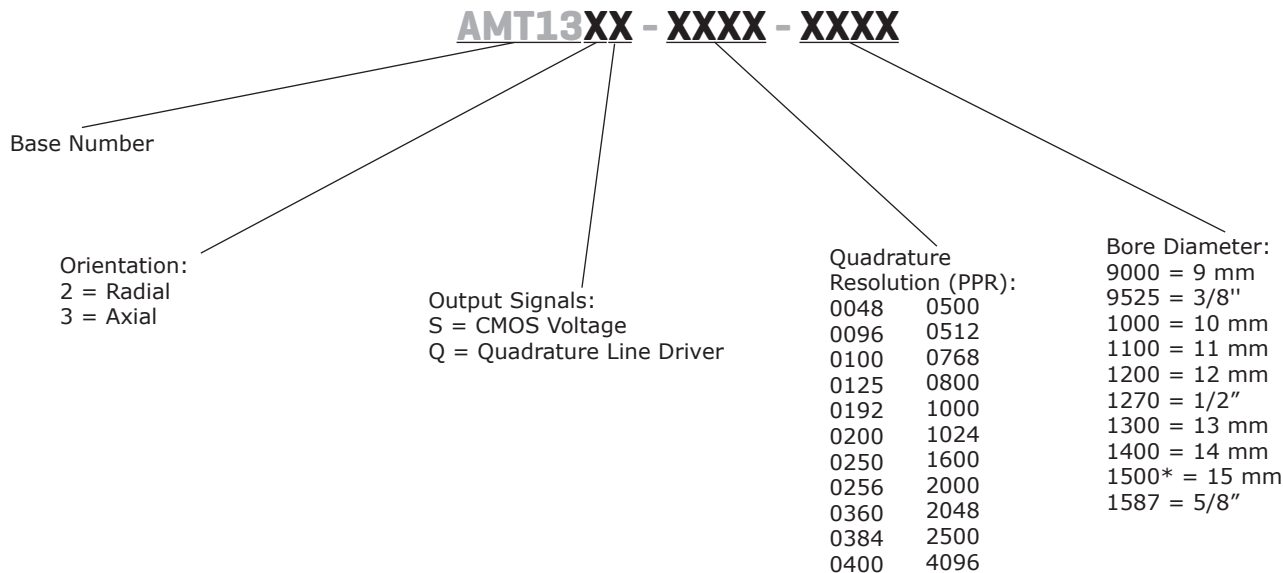 AMT13XX - XXXX - XXXX
Base Number
Orientation:
2 = Radial
3 = Axial
Output Signals:
S = CMOS Voltage
Q = Quadrature Line Driver
Quadrature
Resolution (PPR):
0048 0500
0096 0512
0100 0768
0125 0800
0192 1000
0200 1024
0250 1600
0256 2000
0360 2048
0384 2500
0400 4096
Bore Diameter:
9000 = 9 mm
9525 = 3/8''
1000 = 10 mm
1100 = 11 mm
1200 = 12 mm
1270 = 1/2”
1300 = 13 mm
1400 = 14 mm
1500* = 15 mm
1587 = 5/8”